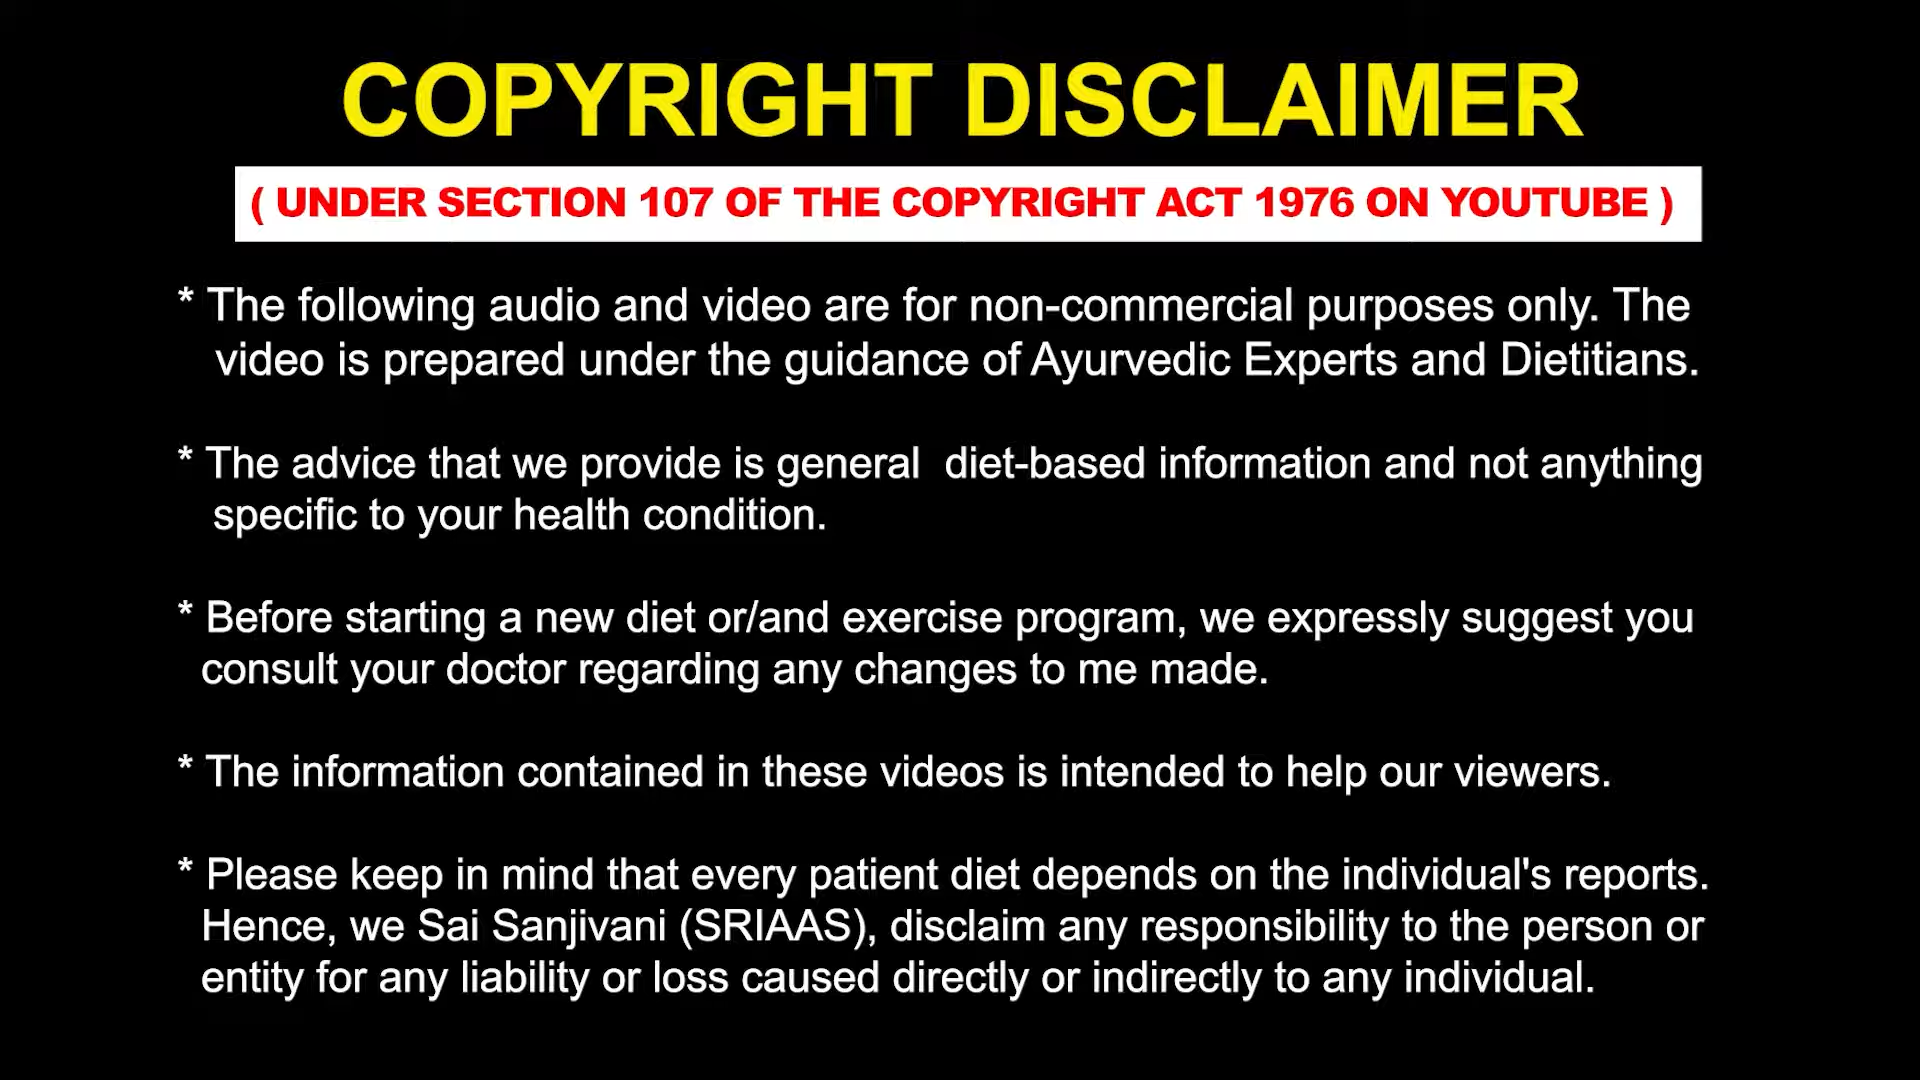 COPYRIGHT DISCLAIMER
( UNDER SECTION 107 OF THE COPYRIGHT ACT 1976 ON YOUTUBE )
* The following audio and video are for non-commercial purposes only. The
video is prepared under the guidance of Ayurvedic Experts and Dietitians.
* The advice that we provide is general  diet-based information and not anything
specific to your health condition.
* Before starting a new diet or/and exercise program, we expressly suggest you
consult your doctor regarding any changes to me made.
* The information contained in these videos is intended to help our viewers.
* Please keep in mind that every patient diet depends on the individual's reports.
Hence, we Sai Sanjivani (SRIAAS), disclaim any responsibility to the person or
entity for any liability or loss caused directly or indirectly to any individual.